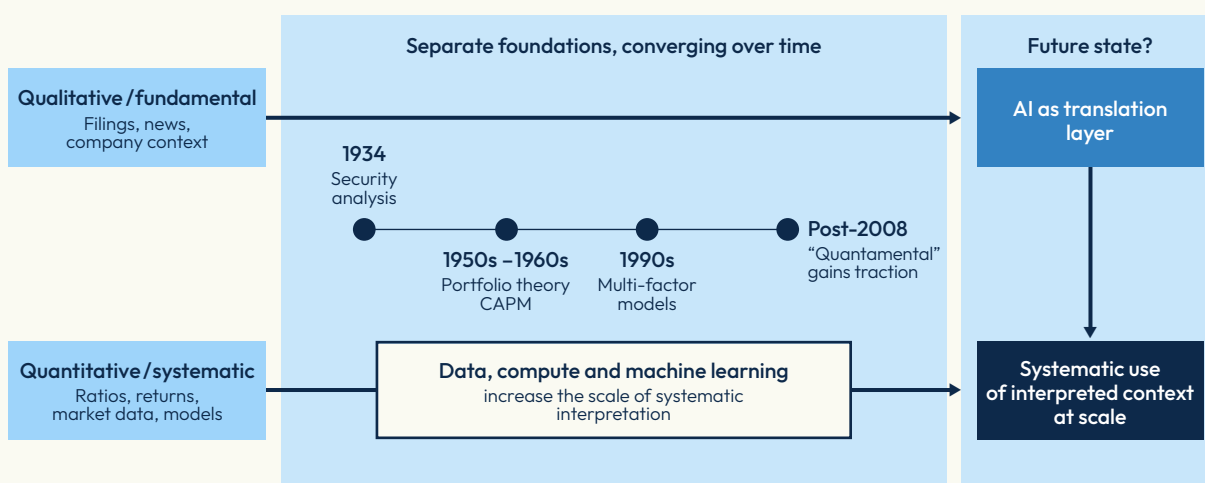 Separate foundations, converging over time
Future state?
Qualitative/fundamental
Filings, news,
company context
AI as translation
layer
1934
Security
analysis
1950s –1960s
Portfolio theory
CAPM
1990s
Multi-factor
models
Post-2008
“Quantamental”
gains traction
Quantitative/systematic
Ratios, returns,
market data, models
Data, compute and machine learning
increase the scale of systematic
interpretation
Systematic use
of interpreted context
at scale